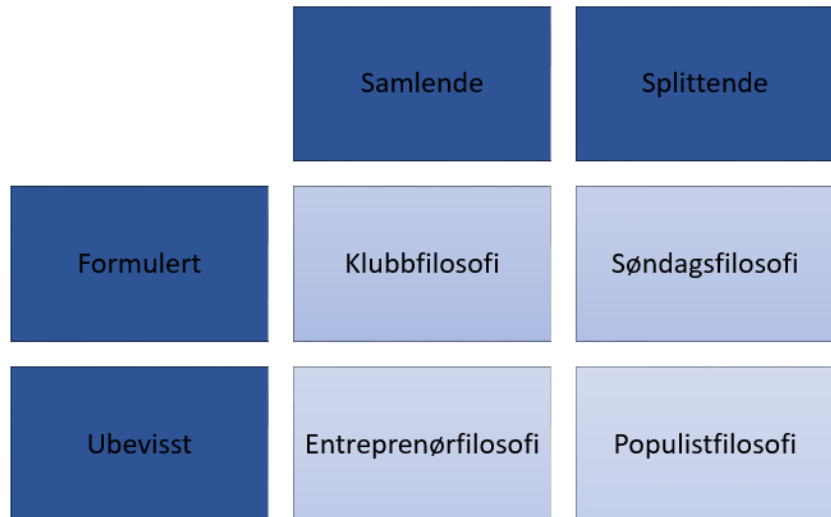 Samlende
Splittende
Formulert
Klubbfilosofi
Søndagsfilosofi
Ubevisst
Entreprenørfilosofi
Populistfilosofi